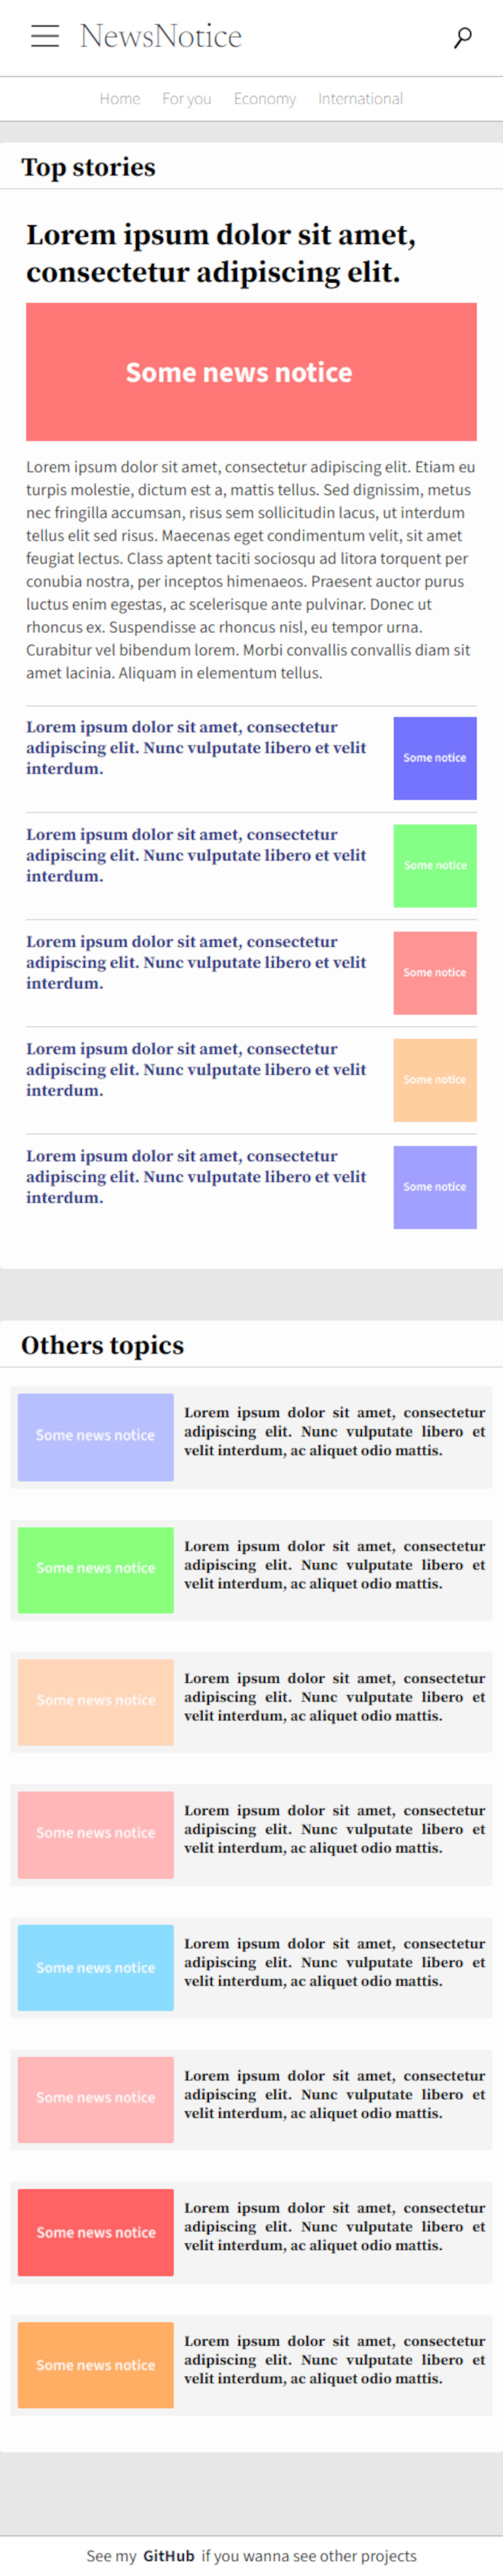 NewsNotice
Home For you Economy International
Top stories
Lorem ipsum dolor sit amet,
consectetur adipiscing elit.
Some news notice
Lorem ipsum dolor sit amet, consectetur adipiscing elit. Etiam eu
turpis molestie, dictum est a, mattis tellus. Sed dignissim, metus
nec fringilla accumsan, risus sem sollicitudin lacus, ut interdum
tellus elit sed risus. Maecenas eget condimentum velit, sit amet
feugiat lectus. Class aptent taciti sociosqu ad litora torquent per
conubia nostra, per inceptos himenaeos. Praesent auctor purus
luctus enim egestas, ac scelerisque ante pulvinar. Donec ut
rhoncus ex. Suspendisse ac rhoncus nisl, eu tempor urna.
Curabitur vel bibendum lorem. Morbi convallis convallis diam sit
amet lacinia. Aliquam in elementum tellus.
Lorem ipsum dolor sit amet, consectetur
adipiscing elit. Nunc vulputate libero et velit
interdum.
Some notice
Lorem ipsum dolor sit amet, consectetur
adipiscing elit. Nunc vulputate libero et velit
interdum.
Some notice
Lorem ipsum dolor sit amet, consectetur
adipiscing elit. Nunc vulputate libero et velit
interdum.
Some notice
Lorem ipsum dolor sit amet, consectetur
adipiscing elit. Nunc vulputate libero et velit
interdum.
Some notice
Lorem ipsum dolor sit amet, consectetur
adipiscing elit. Nunc vulputate libero et velit
interdum.
Some notice
Others topics
Some news notice
Lorem ipsum dolor sit amet, consectetur
adipiscing elit. Nunc vulputate libero et
velit interdum, ac aliquet odio mattis.
Some news notice
Lorem ipsum dolor sit amet, consectetur
adipiscing elit. Nunc vulputate libero et
velit interdum, ac aliquet odio mattis.
Some news notice
Lorem ipsum dolor sit amet, consectetur
adipiscing elit. Nunc vulputate libero et
velit interdum, ac aliquet odio mattis.
Some news notice
Lorem ipsum dolor sit amet, consectetur
adipiscing elit. Nunc vulputate libero et
velit interdum, ac aliquet odio mattis.
Some news notice
Lorem ipsum dolor sit amet, consectetur
adipiscing elit. Nunc vulputate libero et
velit interdum, ac aliquet odio mattis.
Some news notice
Lorem ipsum dolor sit amet, consectetur
adipiscing elit. Nunc vulputate libero et
velit interdum, ac aliquet odio mattis.
Some news notice
Lorem ipsum dolor sit amet, consectetur
adipiscing elit. Nunc vulputate libero et
velit interdum, ac aliquet odio mattis.
Some news notice
Lorem ipsum dolor sit amet, consectetur
adipiscing elit. Nunc vulputate libero et
velit interdum, ac aliquet odio mattis.
See my GitHub if you wanna see other projects